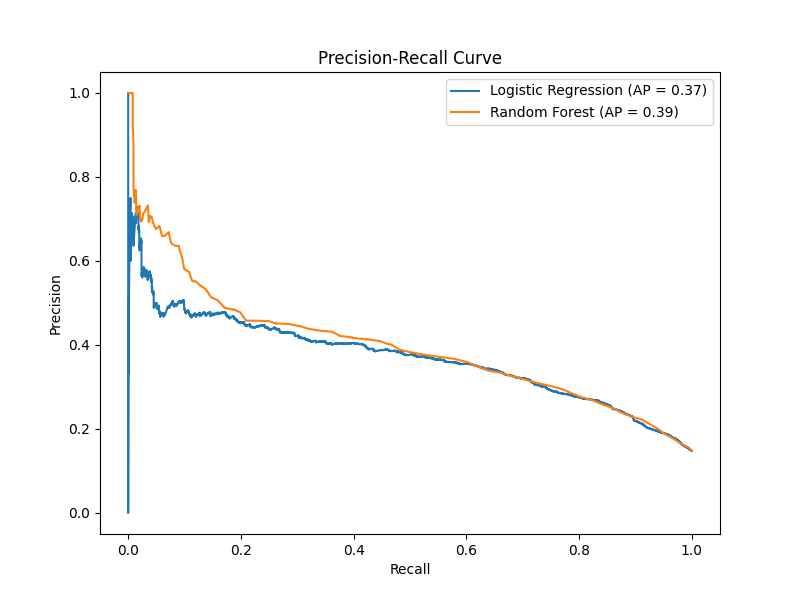 Precision-Recall Curve
Logistic Regression (AP = 0.37)
Random Forest (AP = 0.39)
1.0
0.8
0.6
0.4
0.2
0.0
Precision
0.0 0.2 0.4 0.6 0.8 1.0
Recall